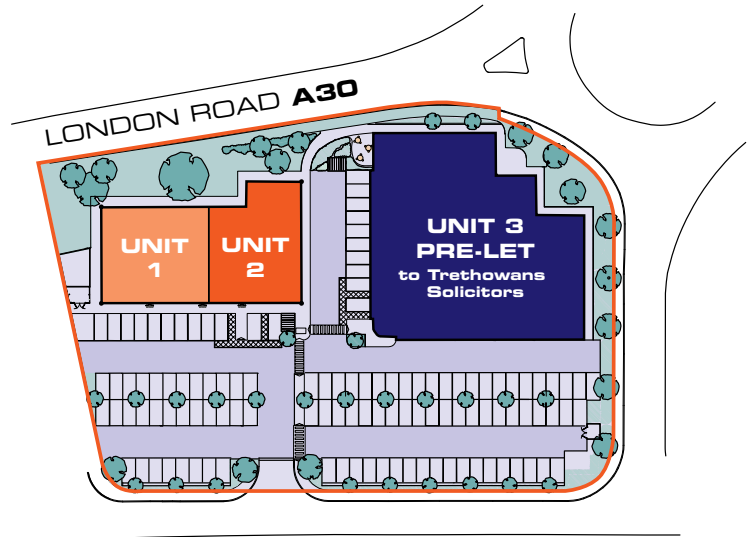 LONDON ROAD A30
UNIT
1
UNIT
2
UNIT 3
PRE-LET
to Trethowans
Solicitors